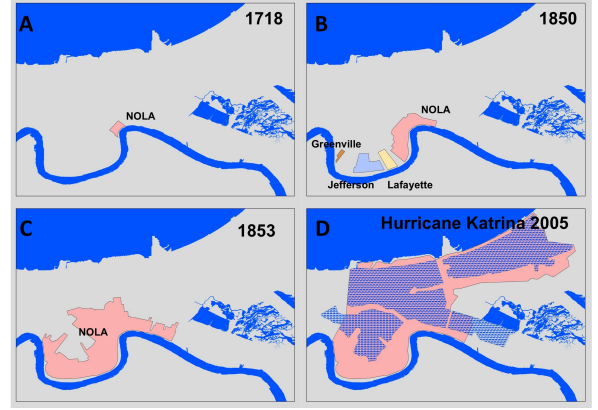 A
1718
NOLA
B
1850
NOLA
Greenville
Jefferson
Lafayette
C
1853
NOLA
D
Hurricane Katrina 2005